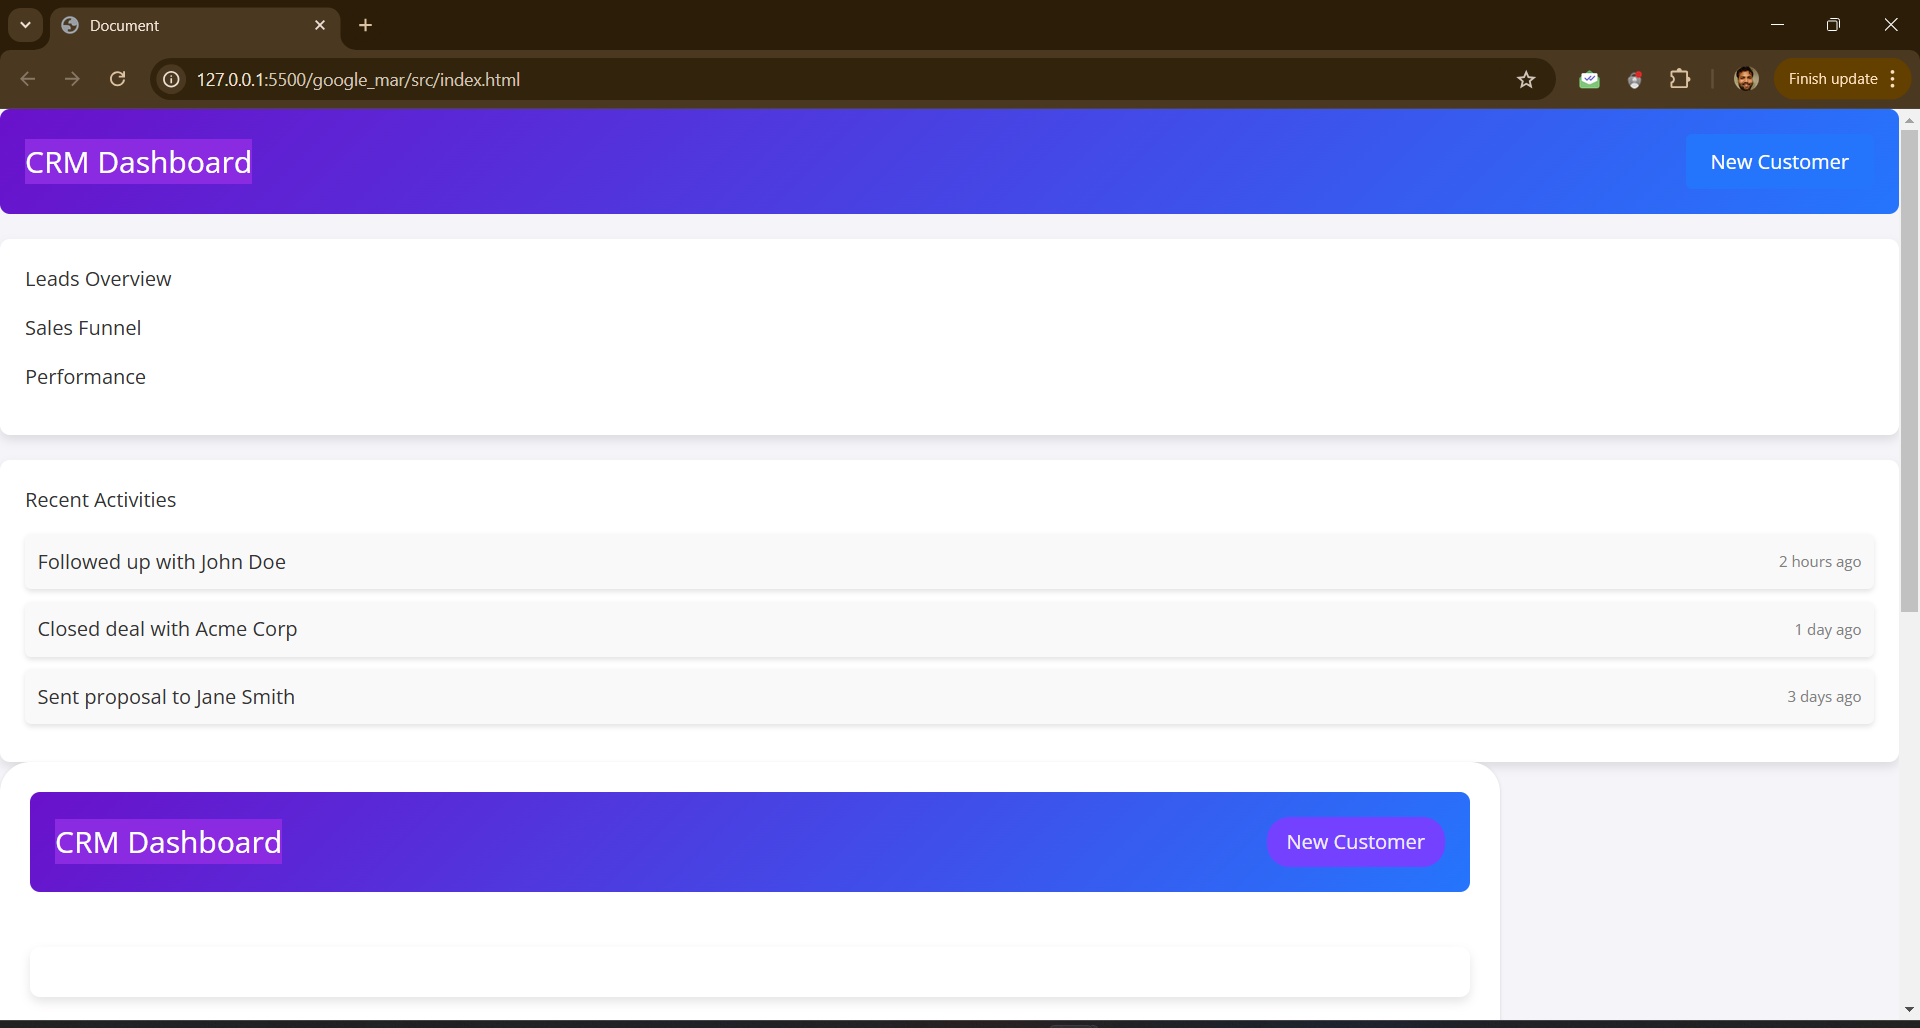 Document
127.0.0.1:5500/google_mar/src/index.html
Finish update
CRM Dashboard
New Customer
Leads Overview
Sales Funnel
Performance
Recent Activities
Followed up with John Doe
2 hours ago
Closed deal with Acme Corp
1 day ago
Sent proposal to Jane Smith
3 days ago
CRM Dashboard
New Customer